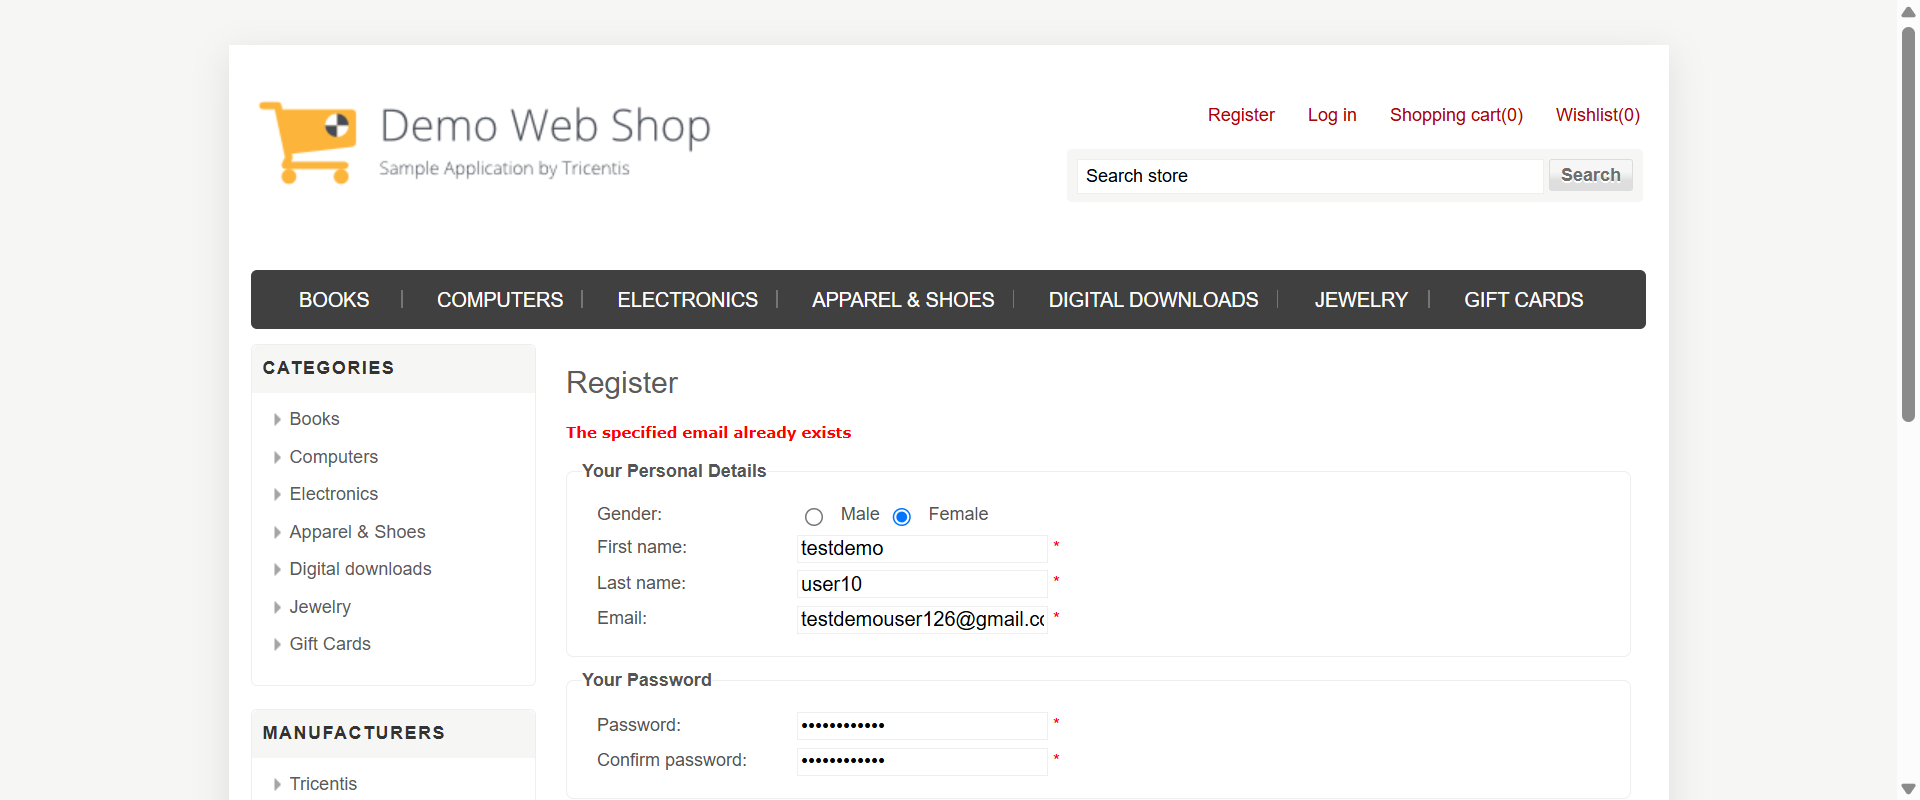 Demo Web Shop
Sample Application by Tricentis
Register Log in Shopping cart(0) Wishlist(0)
Search store Search
BOOKS COMPUTERS ELECTRONICS APPAREL & SHOES DIGITAL DOWNLOADS JEWELRY GIFT CARDS
CATEGORIES
Books
Computers
Electronics
Apparel & Shoes
Digital downloads
Jewelry
Gift Cards
MANUFACTURERS
Tricentis
Register
The specified email already exists
Your Personal Details
Gender: Male Female
First name: testdemo *
Last name: user10 *
Email: testdemouser126@gmail.co *
Your Password
Password: •••••••••••• *
Confirm password: •••••••••••• *